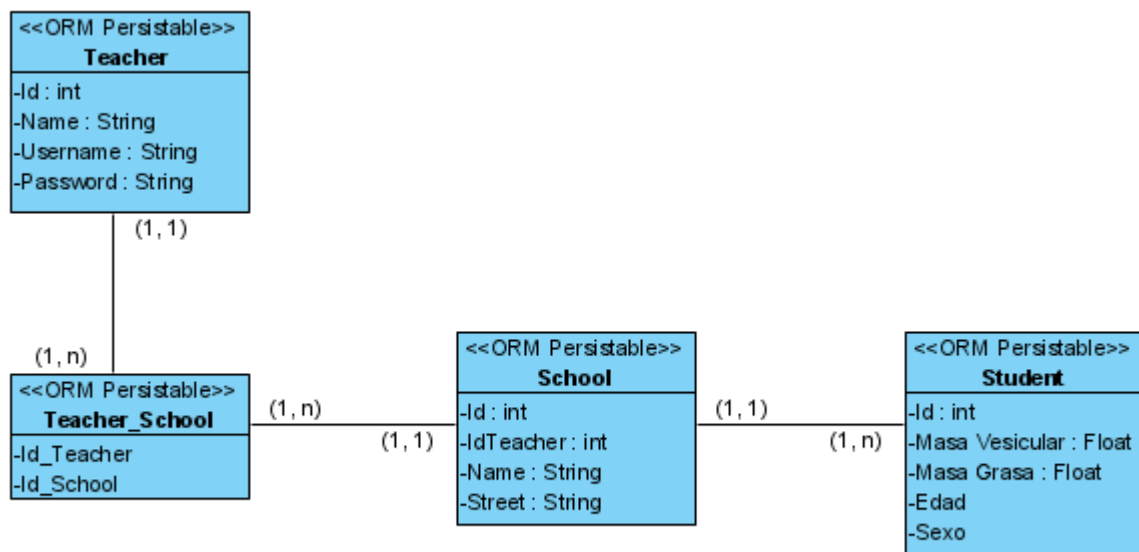 <<ORM Persistable>>
Teacher
-Id : int
-Name : String
-Username : String
-Password : String
(1, 1)
(1, n)
<<ORM Persistable>>
Teacher_School
-Id_Teacher
-Id_School
(1, n)
(1, 1)
<<ORM Persistable>>
School
-Id : int
-IdTeacher : int
-Name : String
-Street : String
(1, 1)
(1, n)
<<ORM Persistable>>
Student
-Id : int
-Masa Vesicular : Float
-Masa Grasa : Float
-Edad
-Sexo